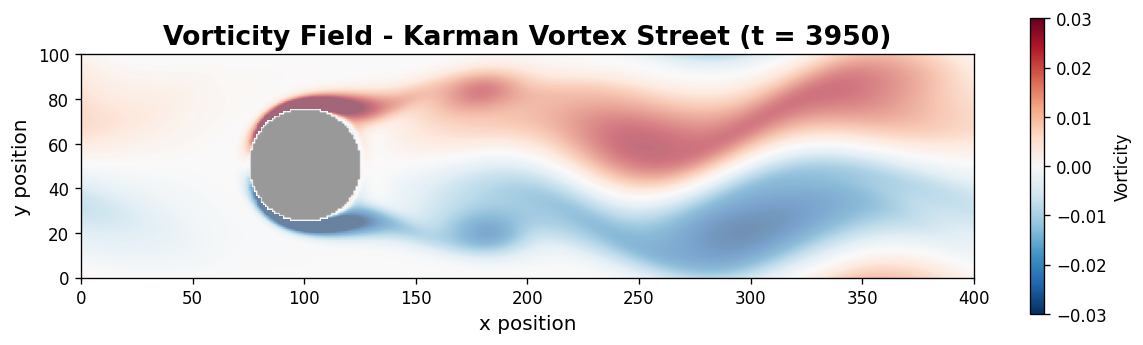 Vorticity Field - Karman Vortex Street (t = 3950)
100
80
60
40
20
0
y position
0 50 100 150 200 250 300 350 400
x position
0.03
0.02
0.01
0.00
−0.01
−0.02
−0.03
Vorticity